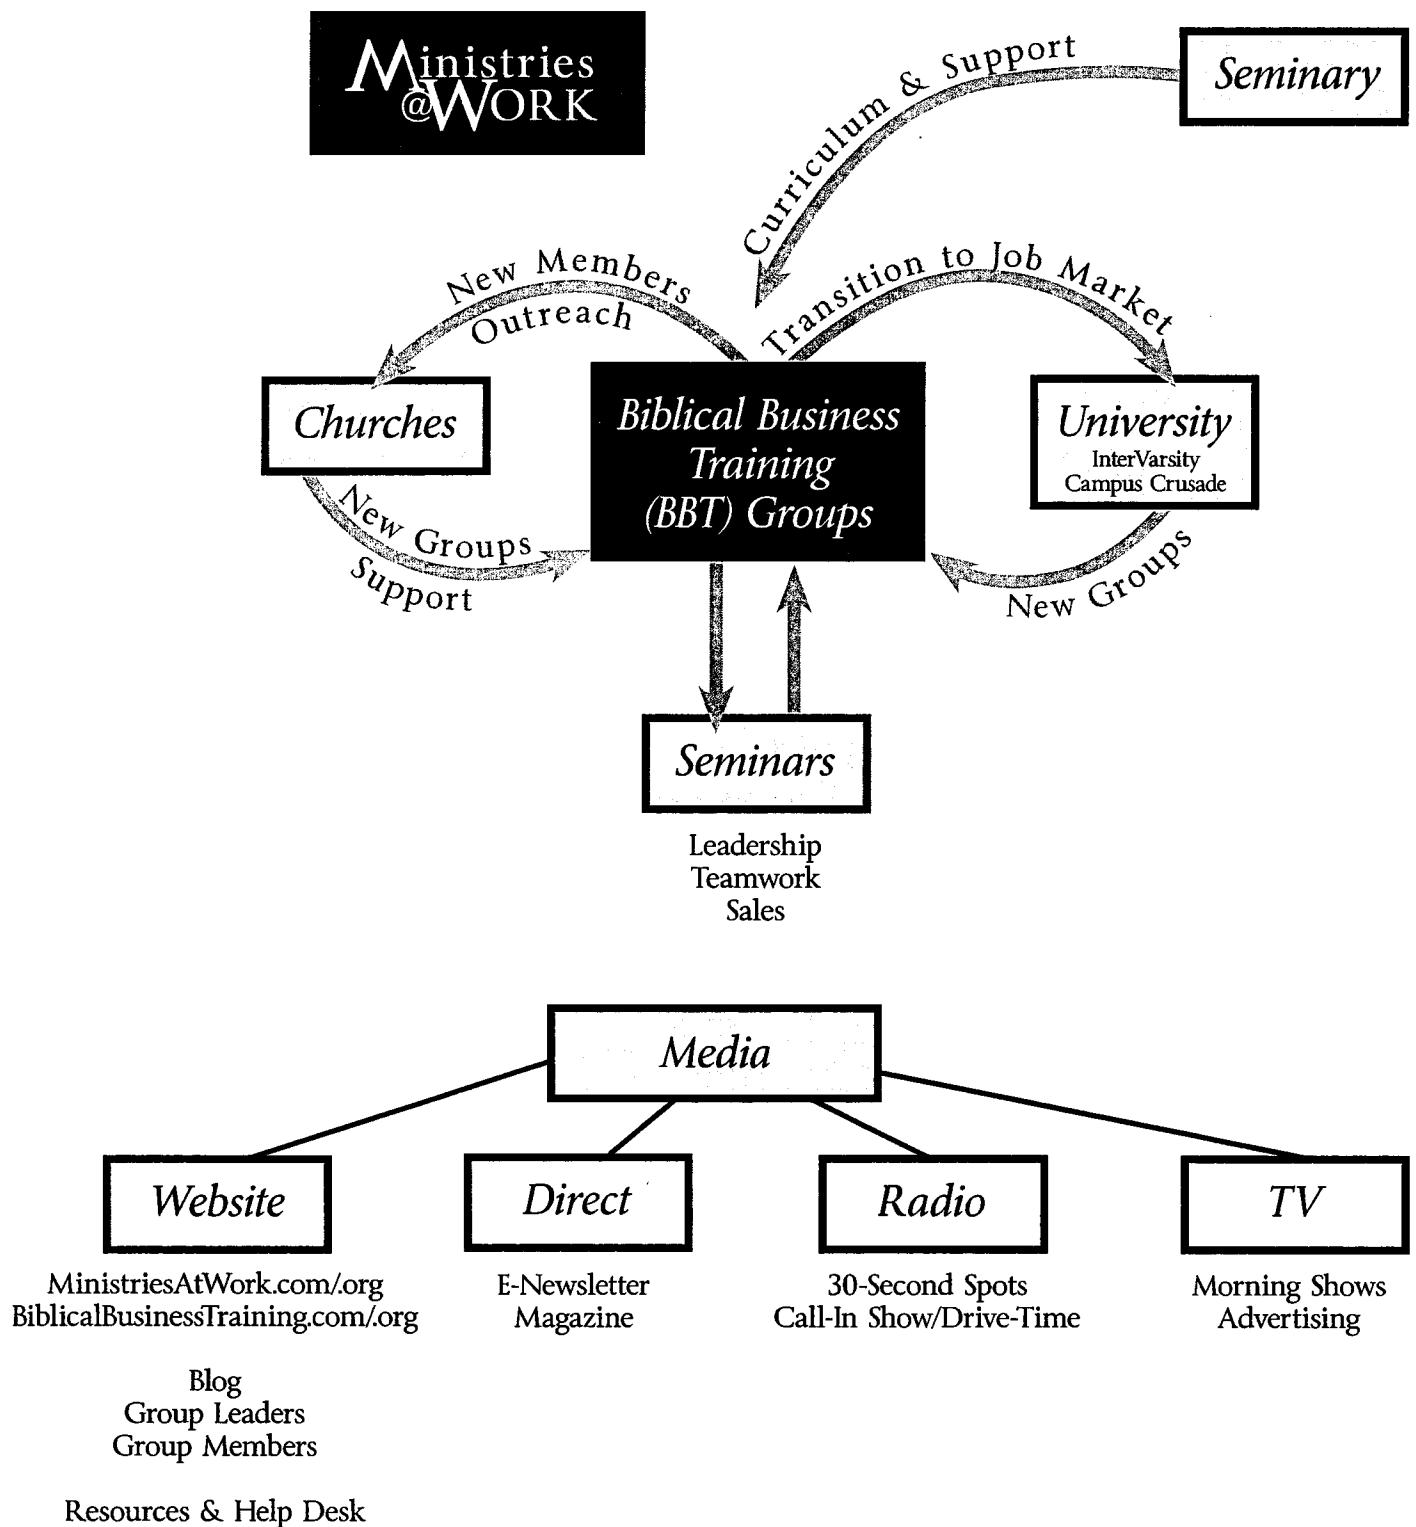 Ministries
@WORK
Curriculum & Support
Seminary
New Members
Outreach
Transition to Job Market
Churches
Biblical Business
Training
(BBT) Groups
University
InterVarsity
Campus Crusade
New Groups
Support
New Groups
Seminars
Leadership
Teamwork
Sales
Media
Website
Direct
Radio
TV
MinistriesAtWork.com/.org
BiblicalBusinessTraining.com/.org
Blog
Group Leaders
Group Members
Resources & Help Desk
E-Newsletter
Magazine
30-Second Spots
Call-In Show/Drive-Time
Morning Shows
Advertising